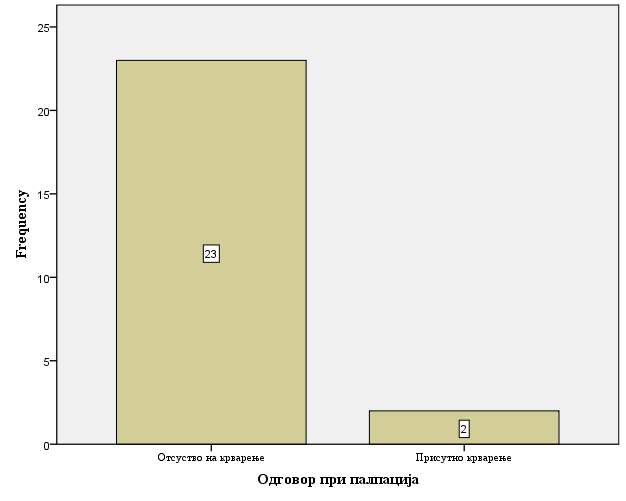 25
20
15
10
5
0
Frequency
23
2
Отсуство на крварење
Присутно крварење
Одговор при палпација